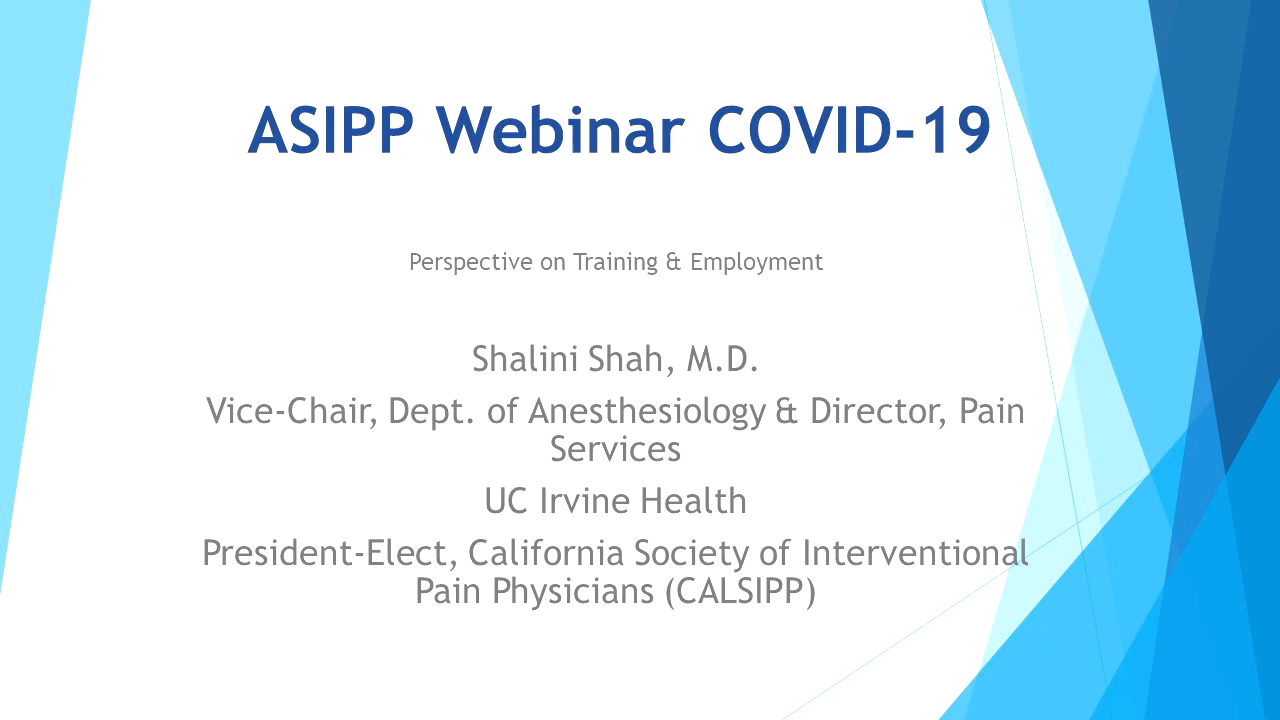 ASIPP Webinar COVID-19
Perspective on Training & Employment
Shalini Shah, M.D.
Vice-Chair, Dept. of Anesthesiology & Director, Pain
Services
UC Irvine Health
President-Elect, California Society of Interventional
Pain Physicians (CALSIPP)